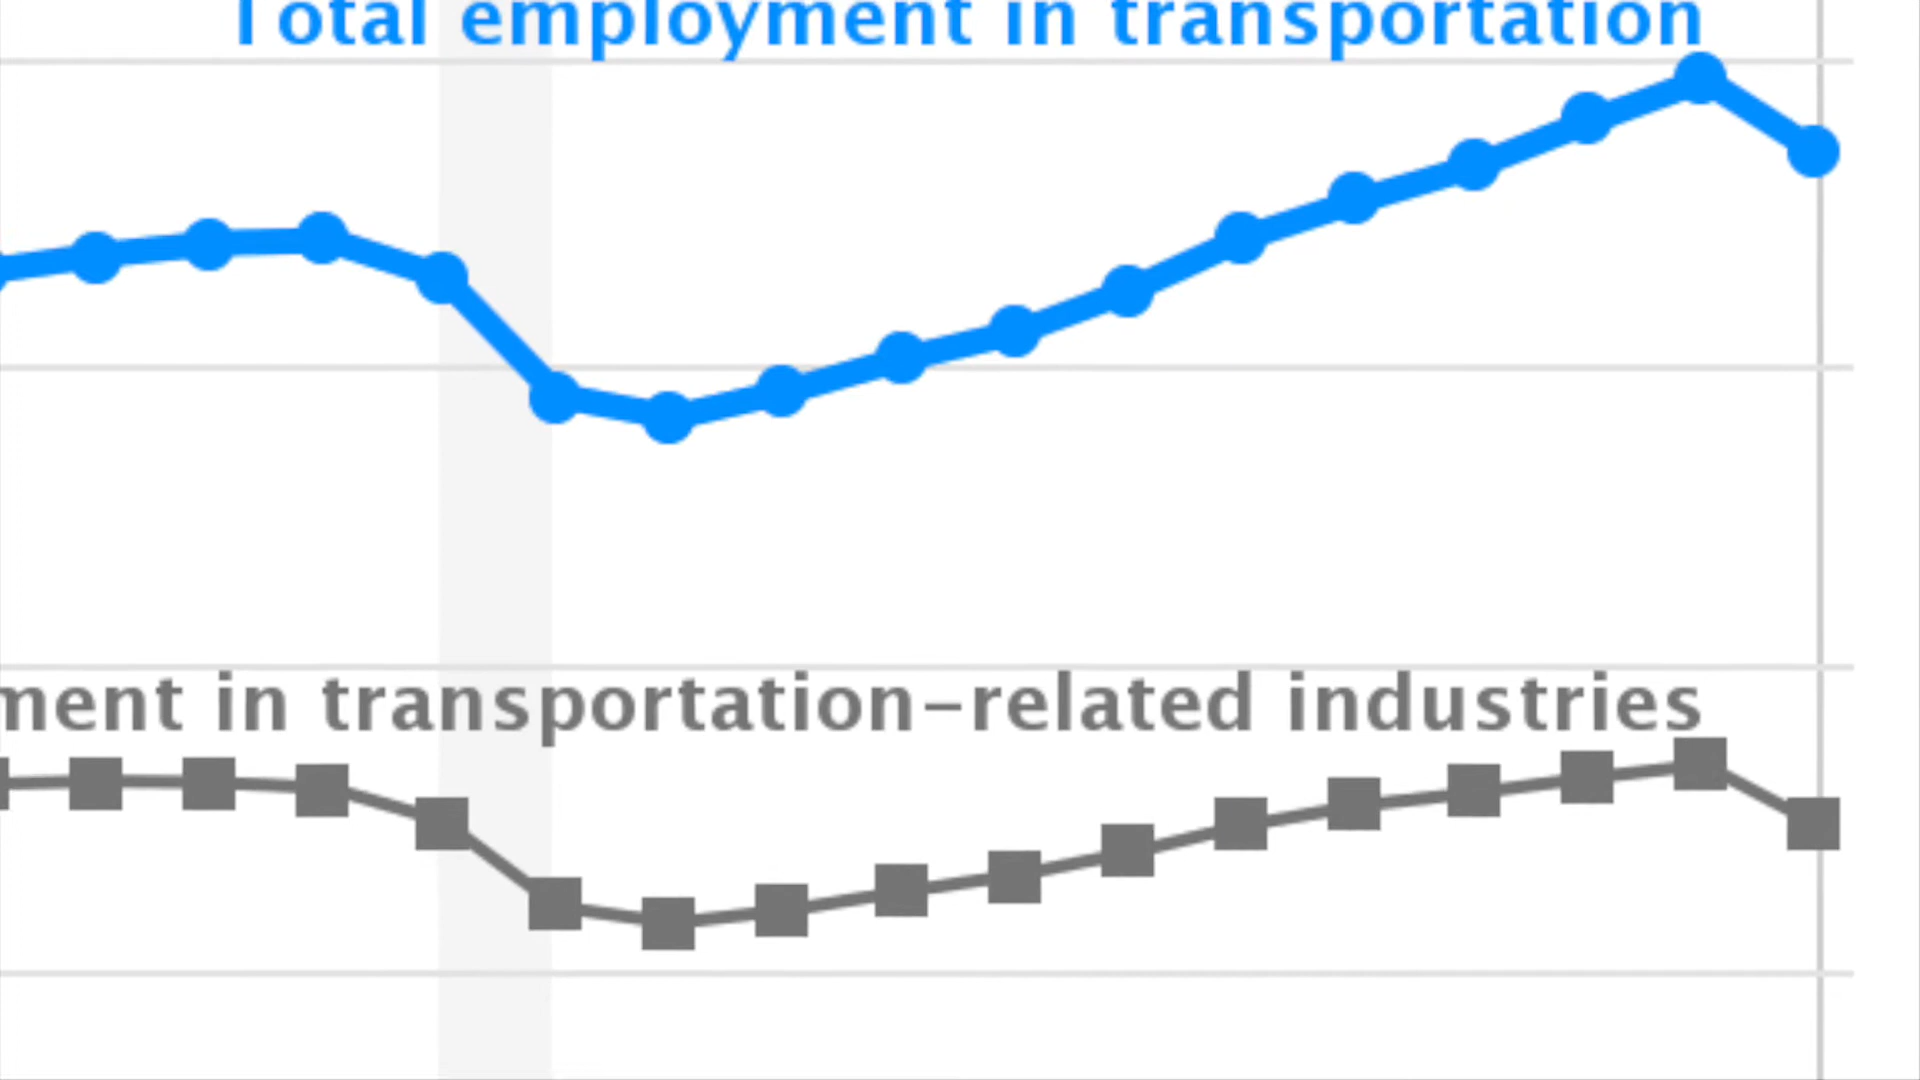 Total employment in transportation
ment in transportation-related industries